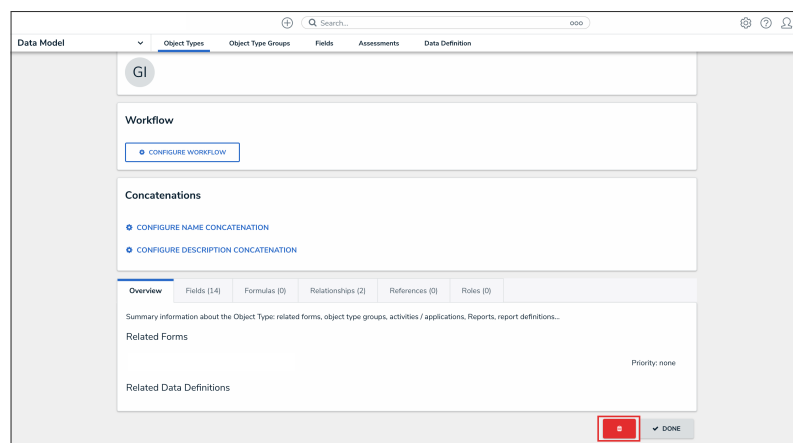 Search...
Data Model
Object Types
Object Type Groups
Fields
Assessments
Data Definition
GI
Workflow
CONFIGURE WORKFLOW
Concatenations
CONFIGURE NAME CONCATENATION
CONFIGURE DESCRIPTION CONCATENATION
Overview
Fields (14)
Formulas (0)
Relationships (2)
References (0)
Roles (0)
Summary information about the Object Type: related forms, object type groups, activities / applications, Reports, report definitions...
Related Forms
Priority: none
Related Data Definitions
DONE